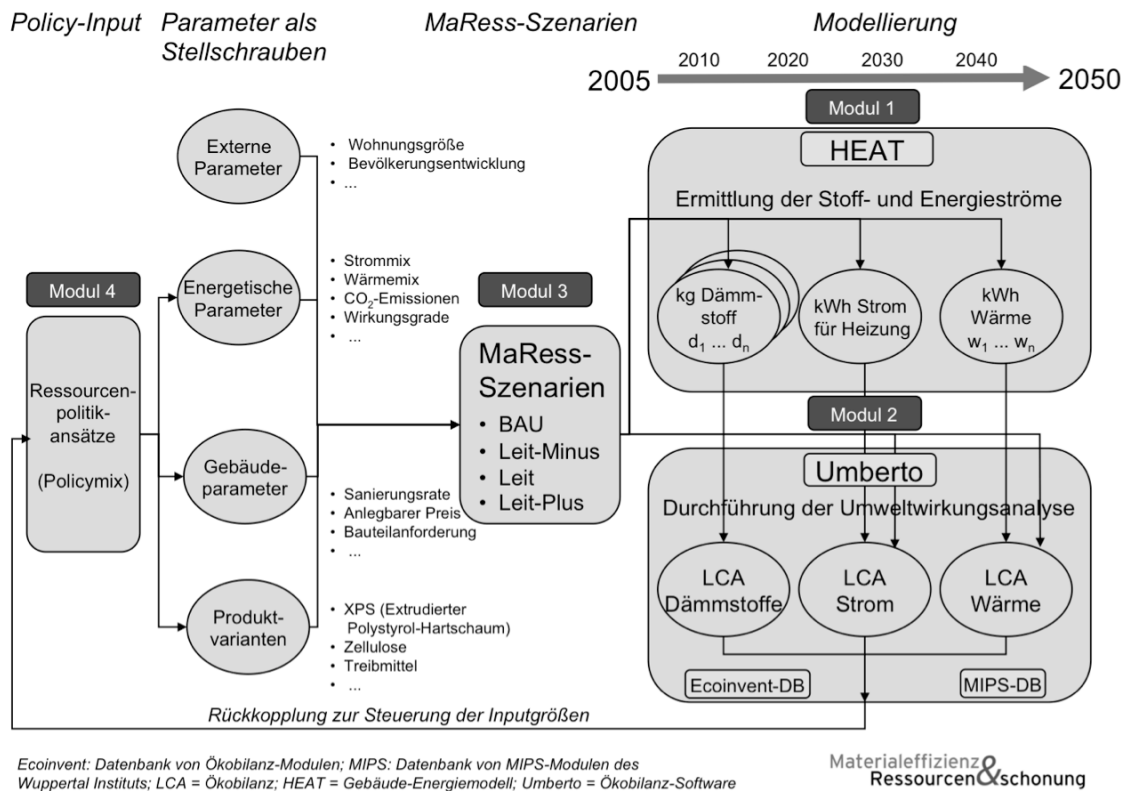 Policy-Input
Parameter als
Stellschrauben
MaRess-Szenarien
Modellierung
2005
2010
2020
2030
2040
2050
Modul 1
HEAT
Ermittlung der Stoff- und Energieströme
kg Dämm-
stoff
d1 ... dn
kWh Strom
für Heizung
kWh
Wärme
w1 ... wn
Externe
Parameter
• Wohnungsgröße
• Bevölkerungsentwicklung
• ...
Modul 4
Ressourcen-
politik-
ansätze
(Policymix)
Energetische
Parameter
• Strommix
• Wärmemix
• CO2-Emissionen
• Wirkungsgrade
• ...
Modul 3
MaRess-
Szenarien
• BAU
• Leit-Minus
• Leit
• Leit-Plus
Gebäude-
parameter
• Sanierungsrate
• Anlegbarer Preis
• Bauteilanforderung
• ...
Modul 2
Umberto
Durchführung der Umweltwirkungsanalyse
LCA
Dämmstoffe
LCA
Strom
LCA
Wärme
Ecoinvent-DB
MIPS-DB
Produkt-
varianten
• XPS (Extrudierter
Polystyrol-Hartschaum)
• Zellulose
• Treibmittel
• ...
Rückkopplung zur Steuerung der Inputgrößen
Ecoinvent: Datenbank von Ökobilanz-Modulen; MIPS: Datenbank von MIPS-Modulen des
Wuppertal Instituts; LCA = Ökobilanz; HEAT = Gebäude-Energiemodell; Umberto = Ökobilanz-Software
Materialeffizienz
Ressourcen&schonung